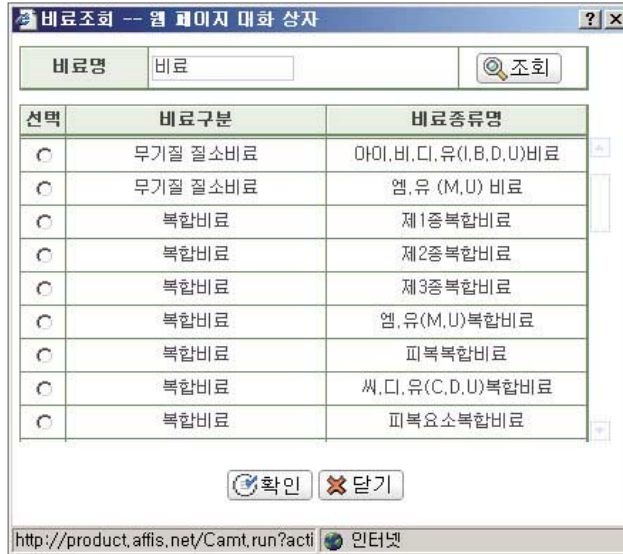 비료조회 -- 웹 페이지 대화 상자
비료명 비료 조회
선택 비료구분 비료종류명
무기질 질소비료 아이,비,디,유(I,B,D,U)비료
무기질 질소비료 엠,유 (M,U) 비료
복합비료 제1종복합비료
복합비료 제2종복합비료
복합비료 제3종복합비료
복합비료 엠,유(M,U)복합비료
복합비료 피복복합비료
복합비료 씨,디,유(C,D,U)복합비료
복합비료 피복요소복합비료
확인 닫기
http://product,affis,net/Camt,run?acti 인터넷